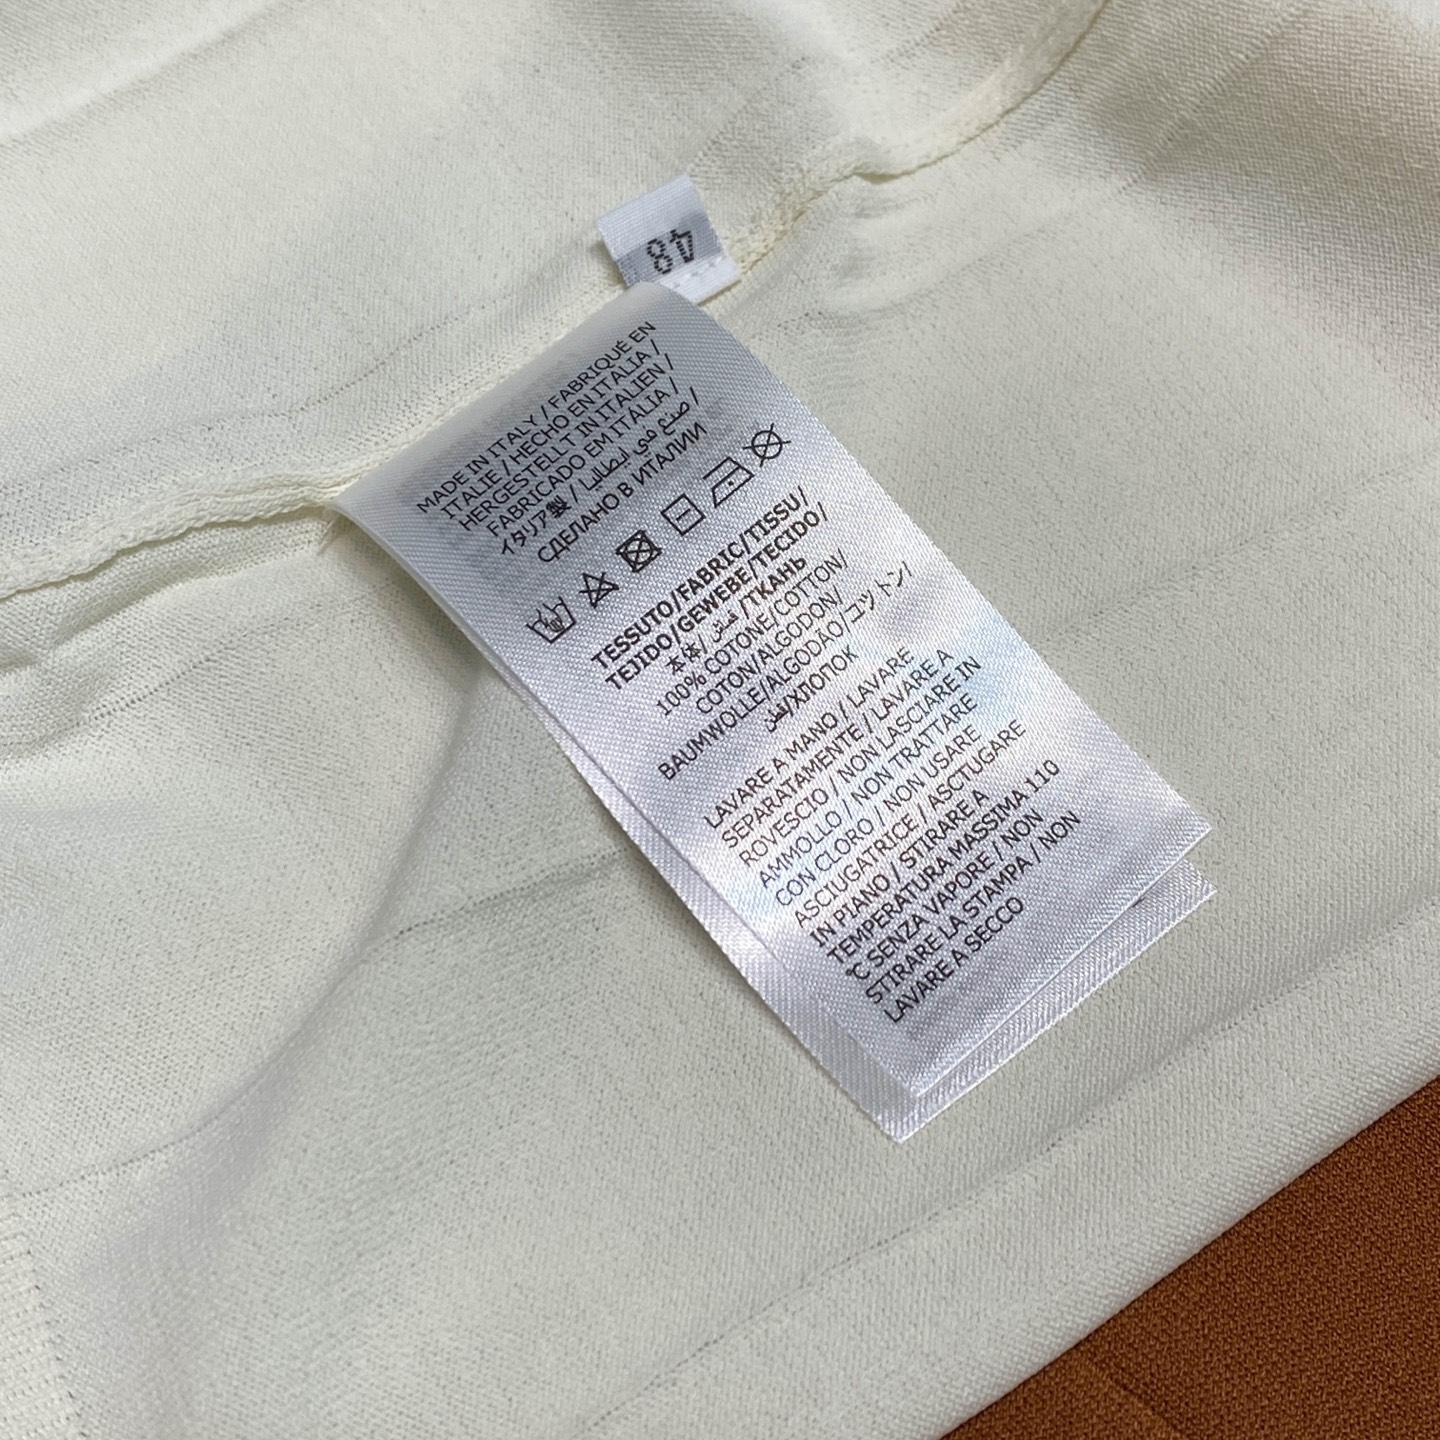 48
MADE IN ITALY / FABRIQUÉ EN
ITALIE / HECHO EN ITALIA /
HERGESTELLT IN ITALIEN /
FABRICADO EM ITÁLIA /
イタリア製 / صنع في ايطاليا /
СДЕЛАНО В ИТАЛИИ
TESSUTO/FABRIC/TISSU/
TEJIDO/GEWEBE/TECIDO/
本体/قماش/ТКАНЬ
100% COTONE/COTTON/
COTON/ALGODON/
BAUMWOLLE/ALGODÃO/コットン/
قطن/ХЛОПОК
LAVARE A MANO / LAVARE
SEPARATAMENTE / LAVARE A
ROVESCIO / NON LASCIARE IN
AMMOLLO / NON TRATTARE
CON CLORO / NON USARE
ASCIUGATRICE / ASCTUGARE
IN PIANO / STIRARE A
TEMPERATURA MASSIMA 110
°C SENZA VAPORE / NON
STIRARE LA STAMPA / NON
LAVARE A SECCO